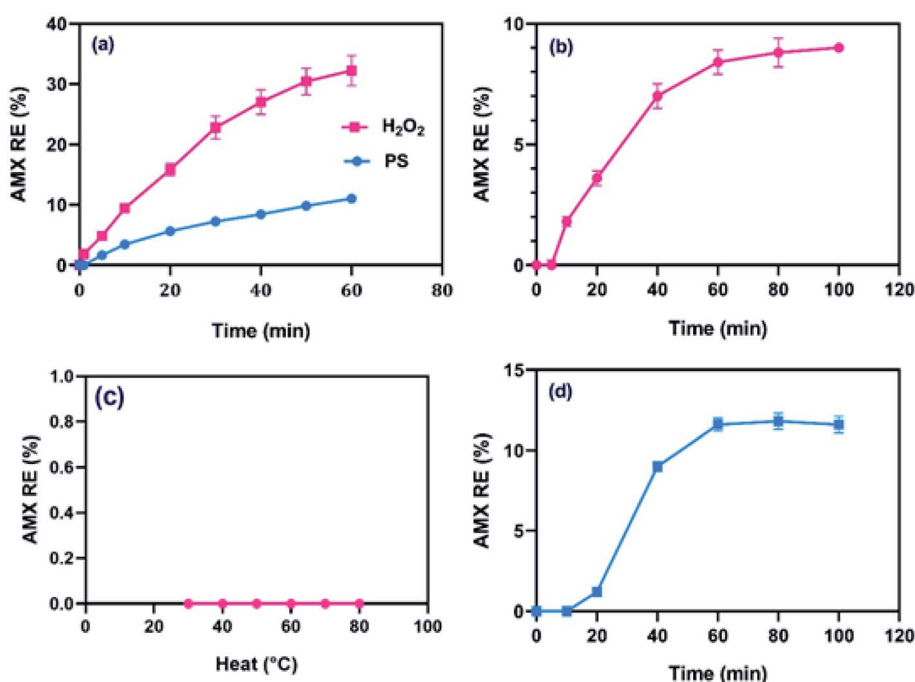 (a)
AMX RE (%)
40
30
20
10
0
H₂O₂
PS
0 20 40 60 80
Time (min)
(b)
AMX RE (%)
10
8
5
3
0
0 20 40 60 80 100 120
Time (min)
(c)
AMX RE (%)
1.0
0.8
0.6
0.4
0.2
0.0
0 20 40 60 80 100
Heat (°C)
(d)
AMX RE (%)
15
10
5
0
0 20 40 60 80 100 120
Time (min)